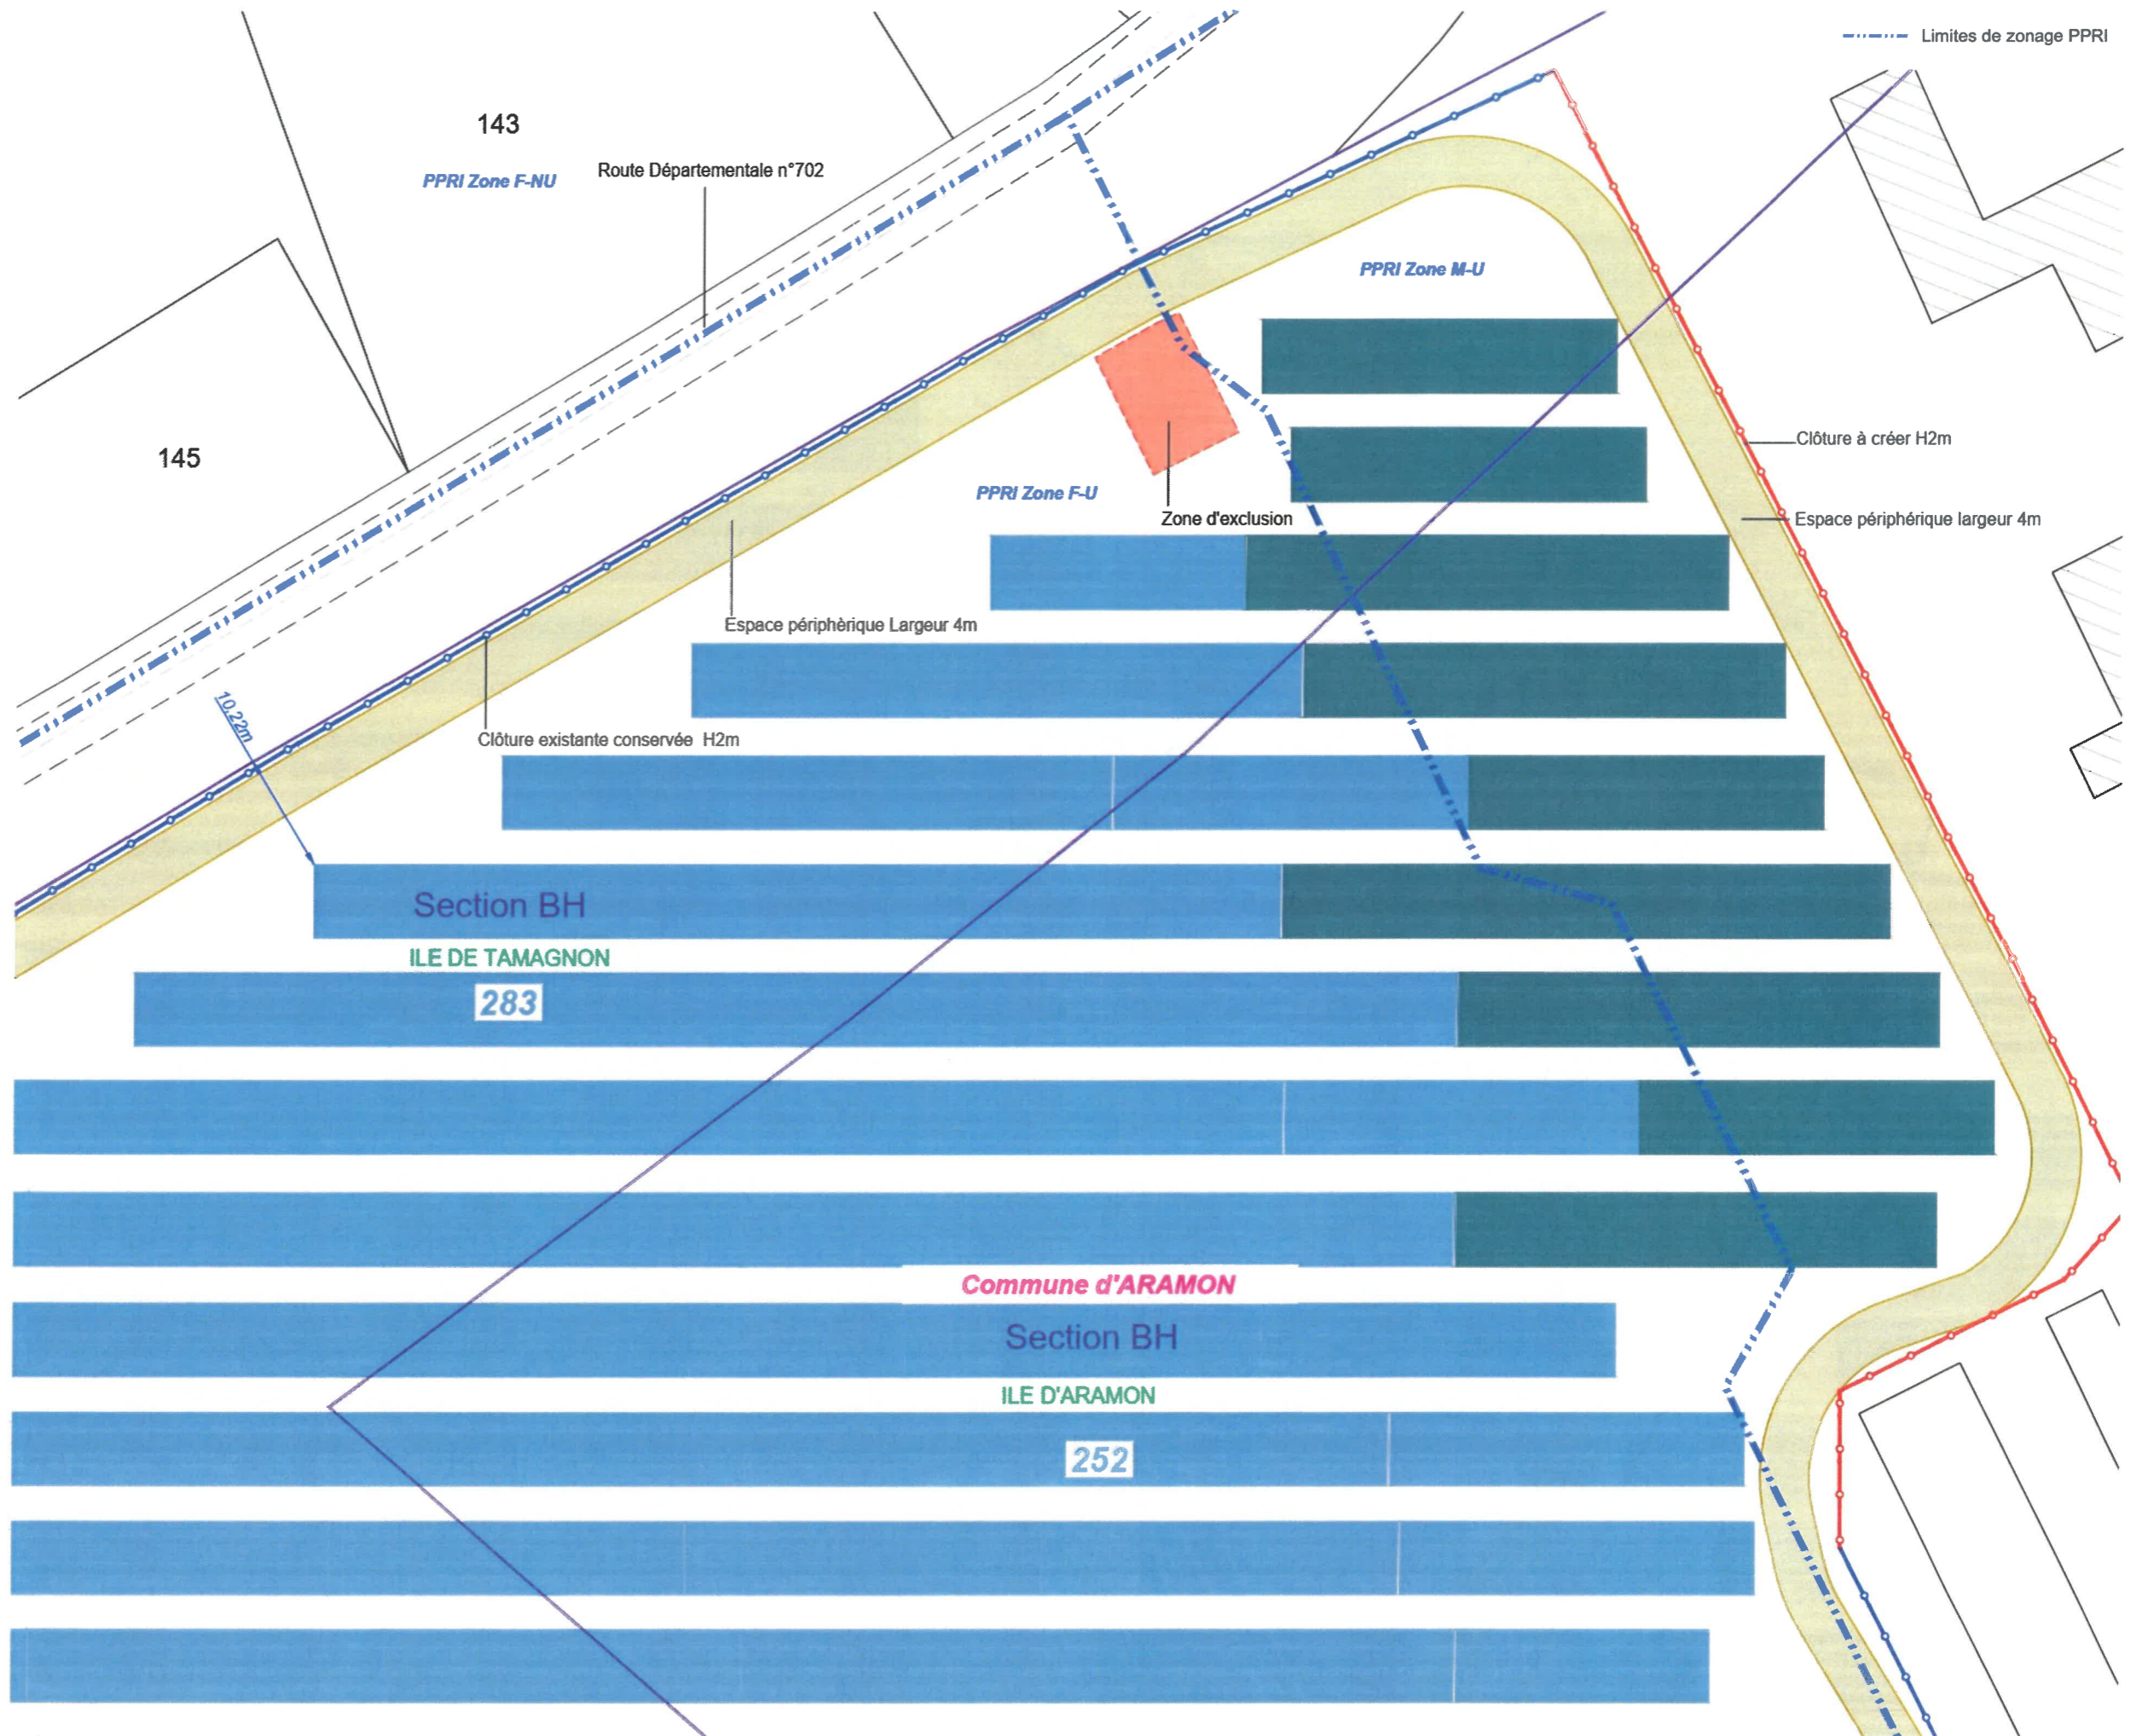 Limites de zonage PPRI
143
Route Départementale n°702
PPRI Zone F-NU
PPRI Zone M-U
145
Clôture à créer H2m
PPRI Zone F-U
Zone d'exclusion
Espace périphérique largeur 4m
Espace périphèrique Largeur 4m
10,22m
Clôture existante conservée H2m
Section BH
ILE DE TAMAGNON
283
Commune d'ARAMON
Section BH
ILE D'ARAMON
252